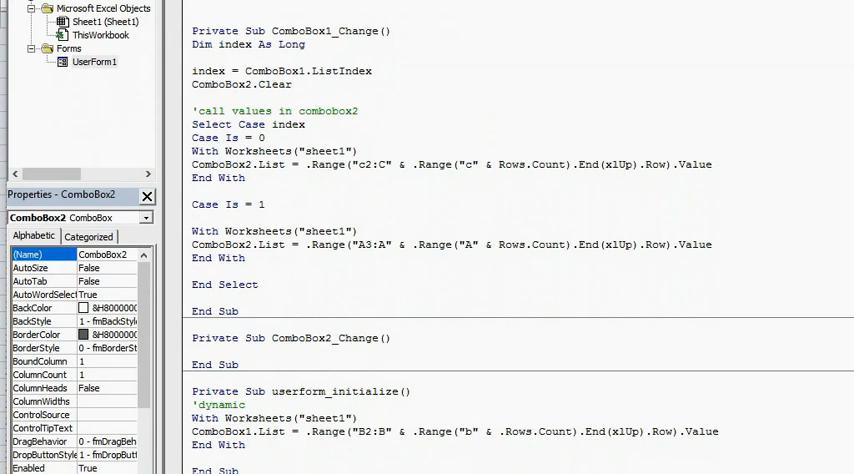 Microsoft Excel Objects
Sheet1 (Sheet1)
ThisWorkbook
Forms
UserForm1
Properties - ComboBox2
ComboBox2 ComboBox
Alphabetic Categorized
(Name) ComboBox2
AutoSize False
AutoTab False
AutoWordSelect True
BackColor &H8000000
BackStyle 1 - fmBackStyle
BorderColor &H8000000
BorderStyle 0 - fmBorderSt
BoundColumn 1
ColumnCount 1
ColumnHeads False
ColumnWidths
ControlSource
ControlTipText
DragBehavior 0 - fmDragBeh
DropButtonStyle 1 - fmDropButt
Enabled True
Private Sub ComboBox1_Change()
Dim index As Long
index = ComboBox1.ListIndex
ComboBox2.Clear
'call values in combobox2
Select Case index
Case Is = 0
With Worksheets("sheet1")
ComboBox2.List = .Range("c2:C" & .Range("c" & Rows.Count).End(xlUp).Row).Value
End With
Case Is = 1
With Worksheets("sheet1")
ComboBox2.List = .Range("A3:A" & .Range("A" & Rows.Count).End(xlUp).Row).Value
End With
End Select
End Sub
Private Sub ComboBox2_Change()
End Sub
Private Sub userform_initialize()
'dynamic
With Worksheets("sheet1")
ComboBox1.List = .Range("B2:B" & .Range("b" & .Rows.Count).End(xlUp).Row).Value
End With
End Sub